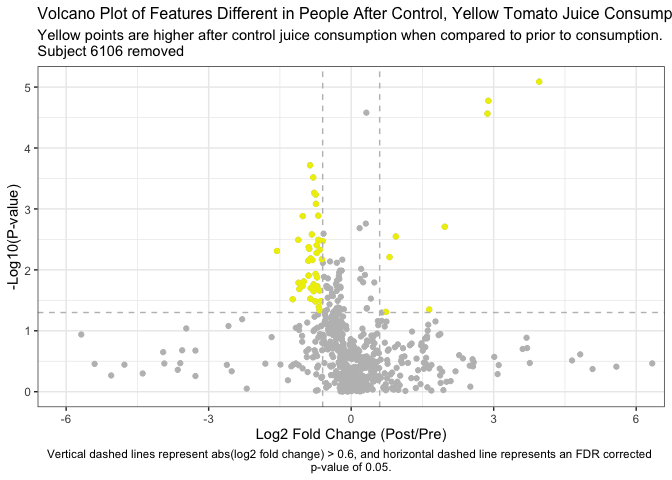 Volcano Plot of Features Different in People After Control, Yellow Tomato Juice Consump
Yellow points are higher after control juice consumption when compared to prior to consumption.
Subject 6106 removed
5
4
3
2
1
0
-Log10(P-value)
-6
-3
0
3
6
Log2 Fold Change (Post/Pre)
Vertical dashed lines represent abs(log2 fold change) > 0.6, and horizontal dashed line represents an FDR corrected
p-value of 0.05.